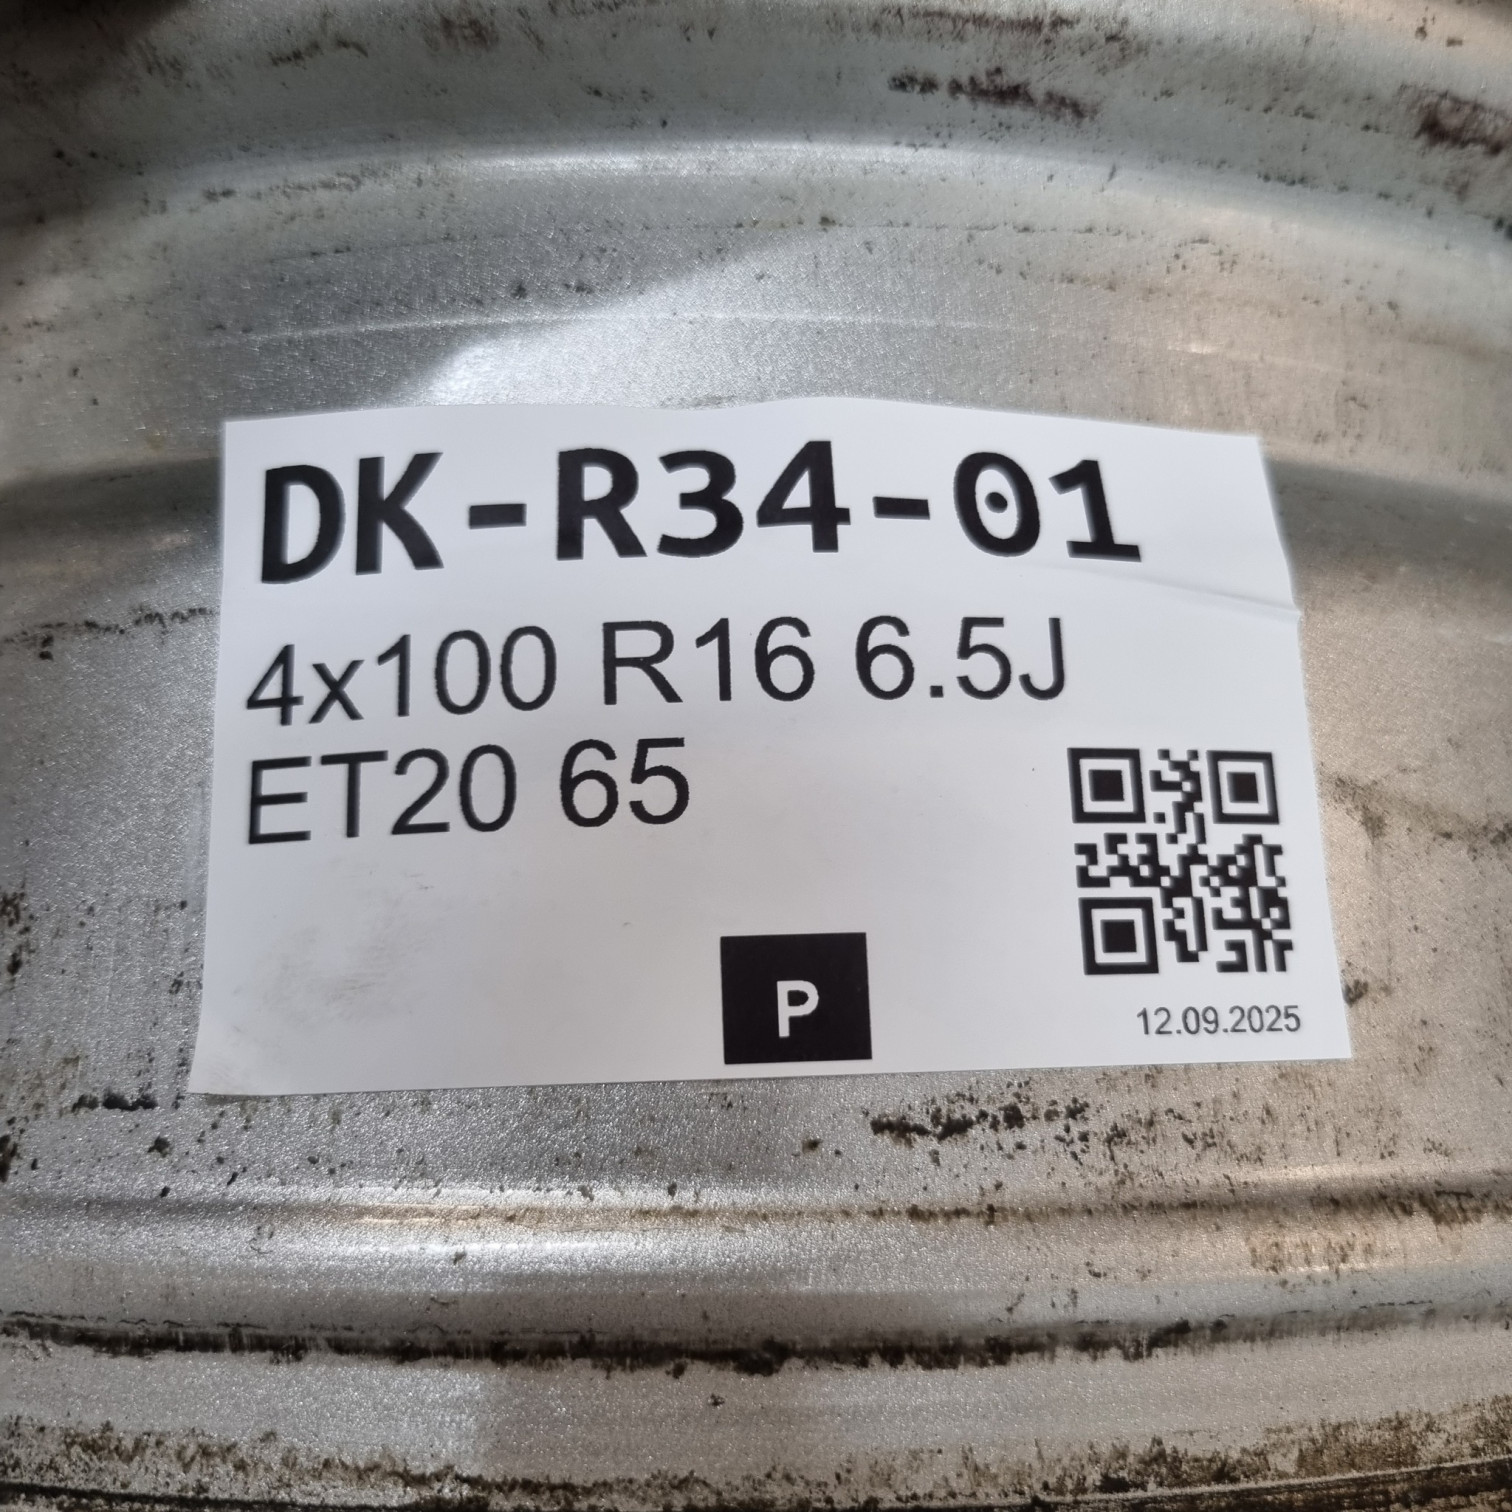 DK-R34-01
4x100 R16 6.5J
ET20 65
P
12.09.2025